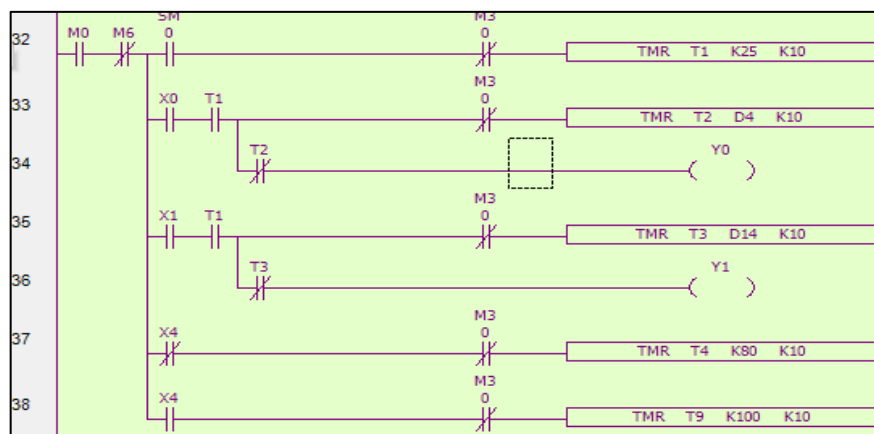 SM M3
32 M0 M6 0 0 TMR T1 K25 K10
M3
33 X0 T1 0 TMR T2 D4 K10
34 T2 Y0
M3
35 X1 T1 0 TMR T3 D14 K10
36 T3 Y1
M3
37 X4 0 TMR T4 K80 K10
M3
38 X4 0 TMR T9 K100 K10